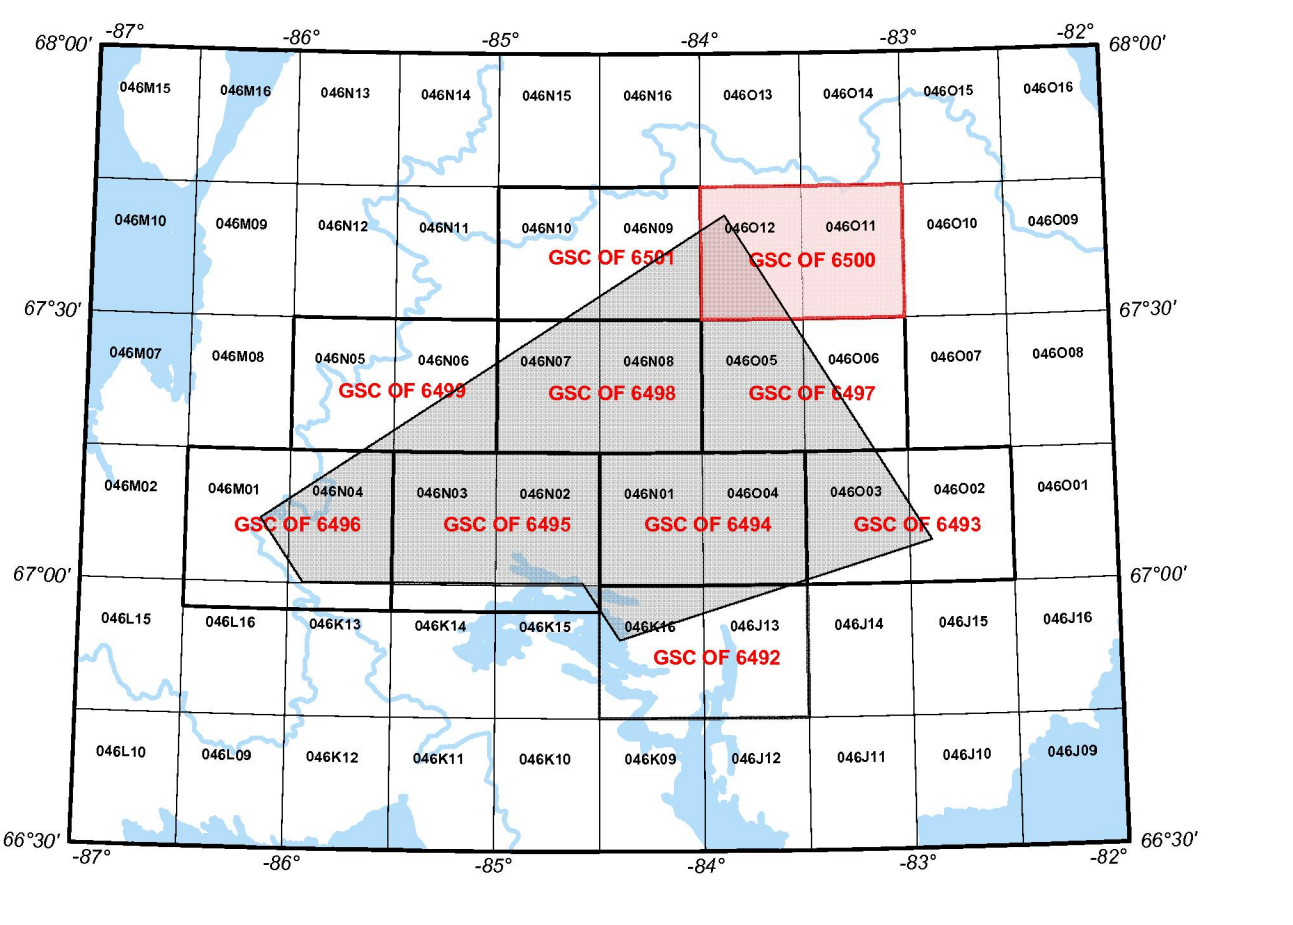 -87° -86° -85° -84° -83° -82°
68°00' 68°00'
046M15 046M16 046N13 046N14 046N15 046N16 046O13 046O14 046O15 046O16
046M10 046M09 046N12 046N11 046N10 046N09 046O12 046O11 046O10 046O09
GSC OF 6501 GSC OF 6500
67°30' 67°30'
046M07 046M08 046N05 046N06 046N07 046N08 046O05 046O06 046O07 046O08
GSC OF 6499 GSC OF 6498 GSC OF 6497
046M02 046M01 046N04 046N03 046N02 046N01 046O04 046O03 046O02 046O01
GSC OF 6496 GSC OF 6495 GSC OF 6494 GSC OF 6493
67°00' 67°00'
046L15 046L16 046K13 046K14 046K15 046K16 046J13 046J14 046J15 046J16
GSC OF 6492
046L10 046L09 046K12 046K11 046K10 046K09 046J12 046J11 046J10 046J09
66°30' 66°30'
-87° -86° -85° -84° -83° -82°